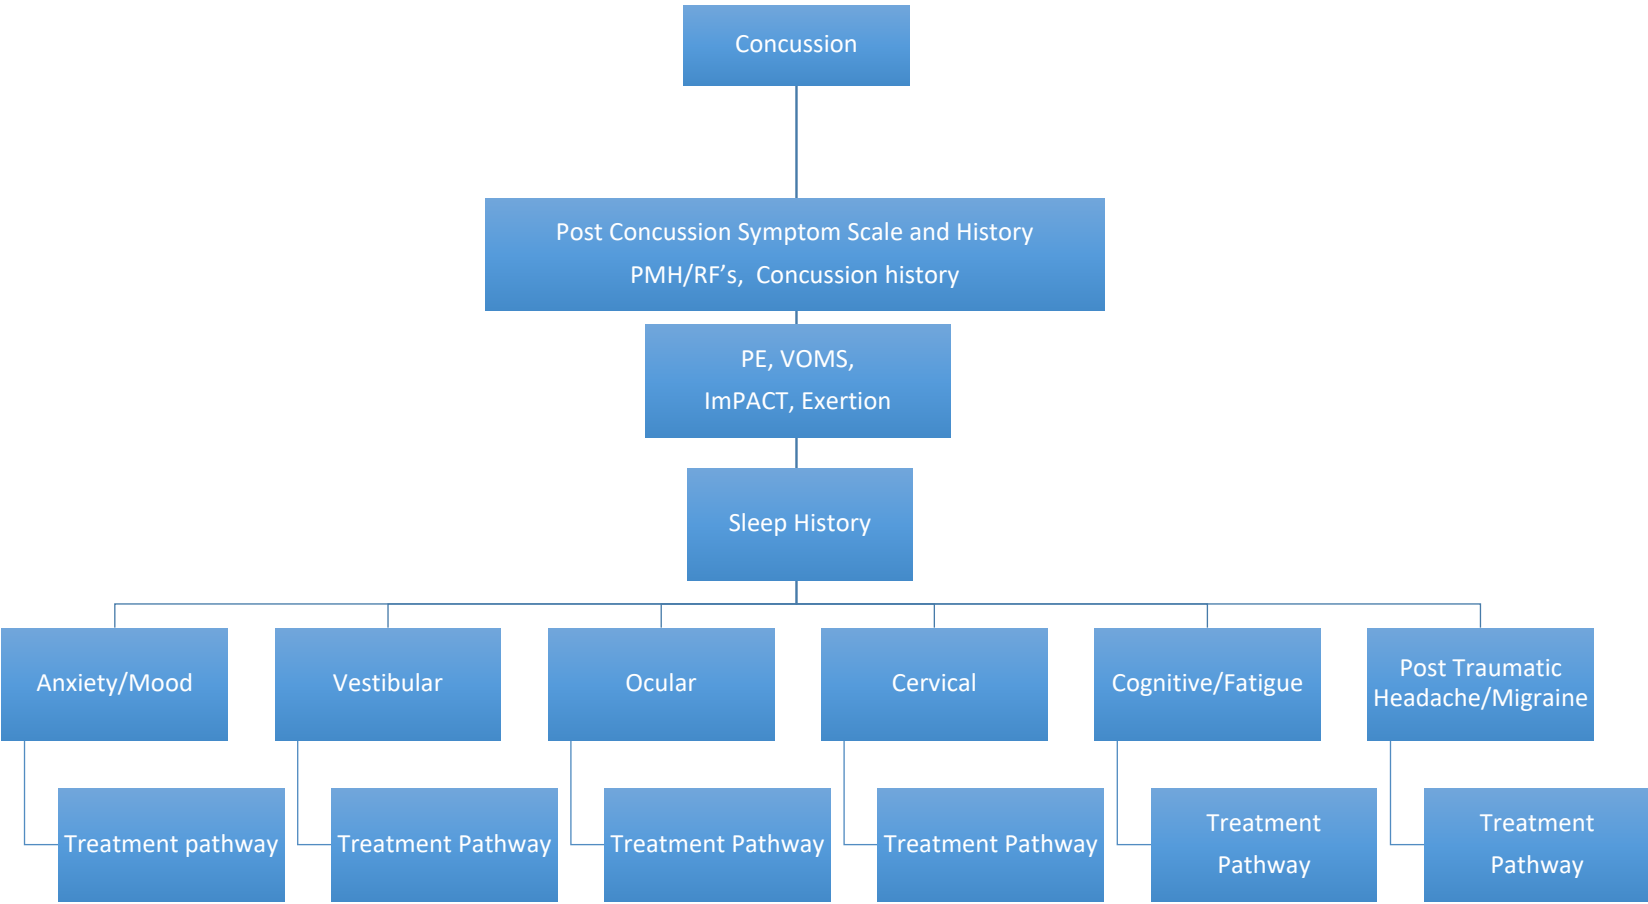 Concussion
Post Concussion Symptom Scale and History
PMH/RF's,  Concussion history
PE, VOMS,
ImPACT, Exertion
Sleep History
Anxiety/Mood
Vestibular
Ocular
Cervical
Cognitive/Fatigue
Post Traumatic
Headache/Migraine
Treatment pathway
Treatment Pathway
Treatment Pathway
Treatment Pathway
Treatment
Pathway
Treatment
Pathway